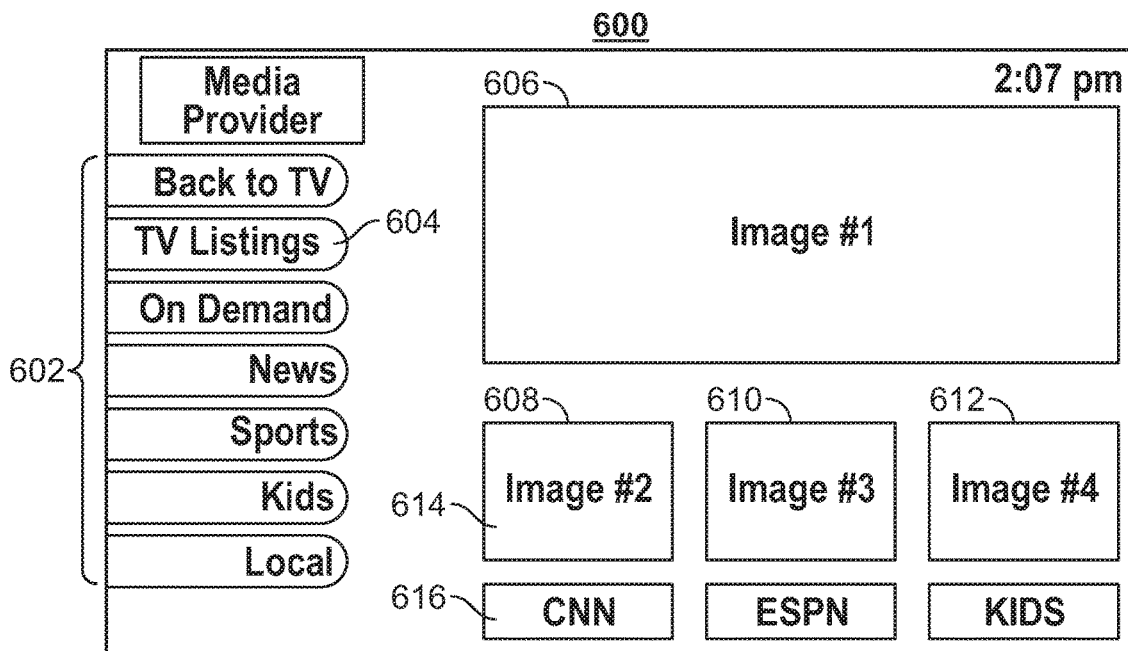 600
2:07 pm
Media
Provider
606
Back to TV
TV Listings
604
Image #1
On Demand
602
News
Sports
Kids
Local
608
610
612
Image #2
Image #3
Image #4
614
616
CNN
ESPN
KIDS